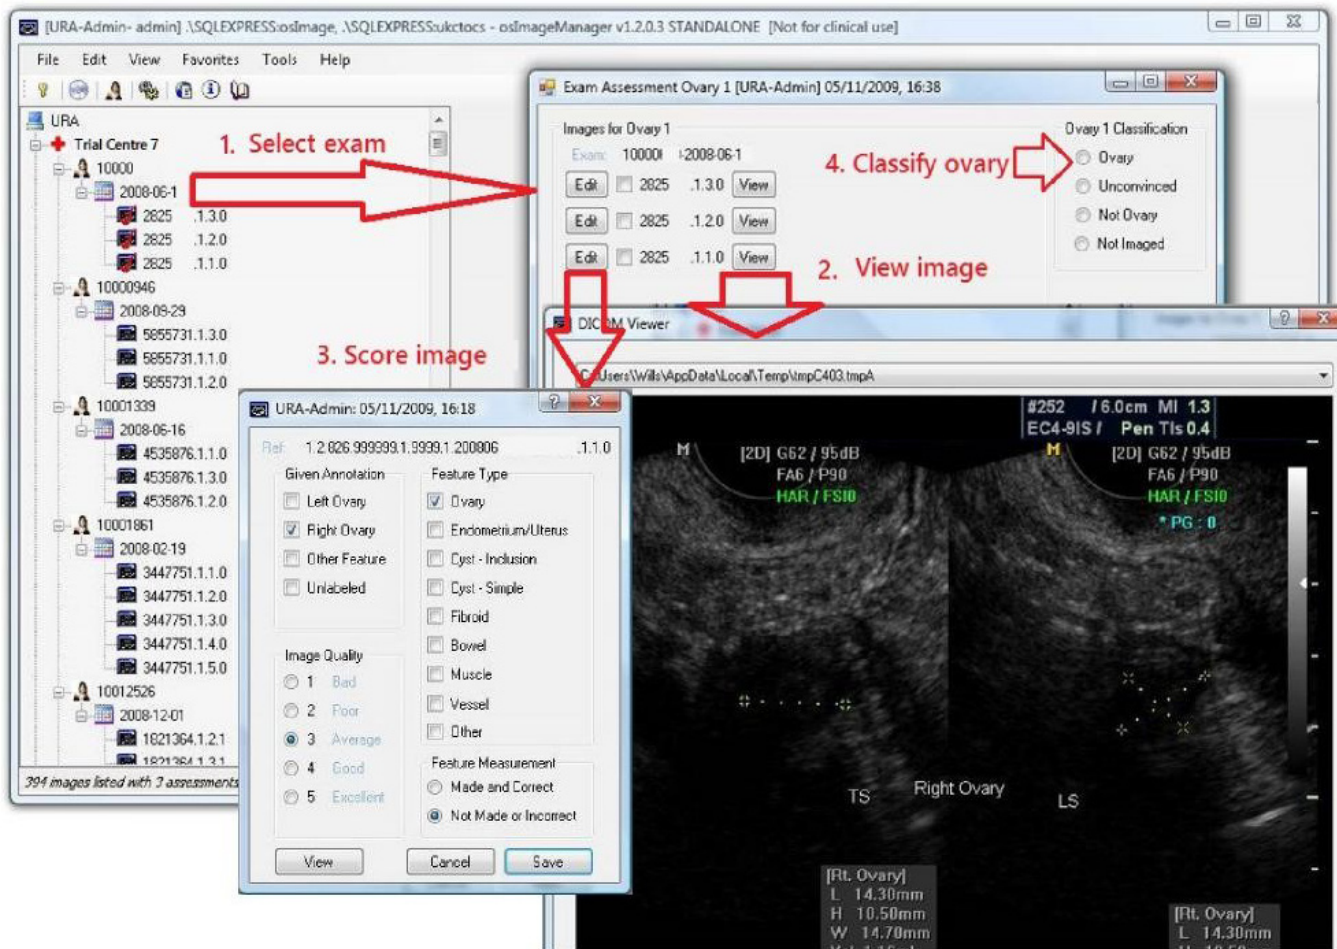 [URA-Admin- admin] .\SQLEXPRESS:osImage, .\SQLEXPRESS:ukctocs - osImageManager v1.2.0.3 STANDALONE [Not for clinical use]
File Edit View Favorites Tools Help
URA
Trial Centre 7
10000
2008-06-1
2825 .1.3.0
2825 .1.2.0
2825 .1.1.0
10000946
2008-09-29
5855731.1.3.0
5855731.1.1.0
5855731.1.2.0
10001339
2008-06-16
4535876.1.1.0
4535876.1.3.0
4535876.1.2.0
10001861
2008-02-19
3447751.1.1.0
3447751.1.2.0
3447751.1.3.0
3447751.1.4.0
3447751.1.5.0
10012526
2008-12-01
1821364.1.2.1
1821364.1.3.1
394 images listed with 3 assessments
1. Select exam
Exam Assessment Ovary 1 [URA-Admin] 05/11/2009, 16:38
Images for Ovary 1
Exam: 10000 -2008-06-1
Edit 2825 .1.3.0 View
Edit 2825 .1.2.0 View
Edit 2825 .1.1.0 View
4. Classify ovary
Ovary 1 Classification
Ovary
Unconvinced
Not Ovary
Not Imaged
2. View image
3. Score image
DICOM Viewer
C:\Users\Wills\AppData\Local\Temp\tmpC403.tmpA
URA-Admin: 05/11/2009, 16:18
Ref: 1.2.826.999999.1.9999.1.200806 .1.1.0
Given Annotation
Left Ovary
Right Ovary
Other Feature
Unlabeled
Image Quality
1 Bad
2 Poor
3 Average
4 Good
5 Excellent
Feature Type
Ovary
Endometrium/Uterus
Cyst - Inclusion
Cyst - Simple
Fibroid
Bowel
Muscle
Vessel
Other
Feature Measurement
Made and Correct
Not Made or Incorrect
View Cancel Save
#252 / 6.0cm MI 1.3
EC4-9IS / Pen TIs 0.4
M [2D] G62 / 95dB
FA6 / P90
HAR / FSI0
M [2D] G62 / 95dB
FA6 / P90
HAR / FSI0
* PG : 0
TS Right Ovary LS
[Rt. Ovary]
L 14.30mm
H 10.50mm
W 14.70mm
[Rt. Ovary]
L 14.30mm